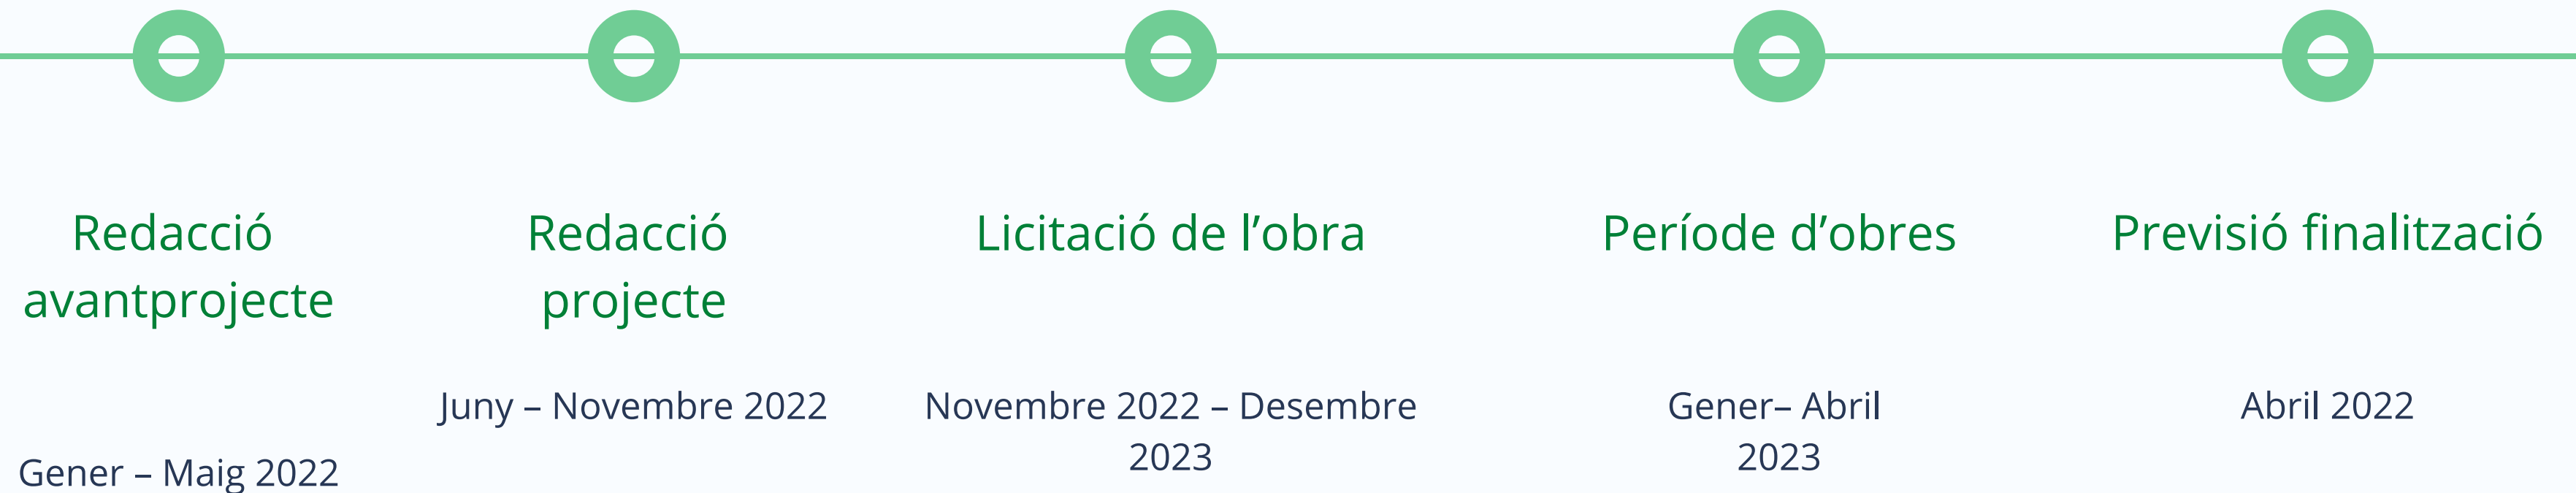 Redacció
avantprojecte
Gener – Maig 2022
Redacció
projecte
Juny – Novembre 2022
Licitació de l’obra
Novembre 2022 – Desembre
2023
Període d’obres
Gener– Abril
2023
Previsió finalització
Abril 2022